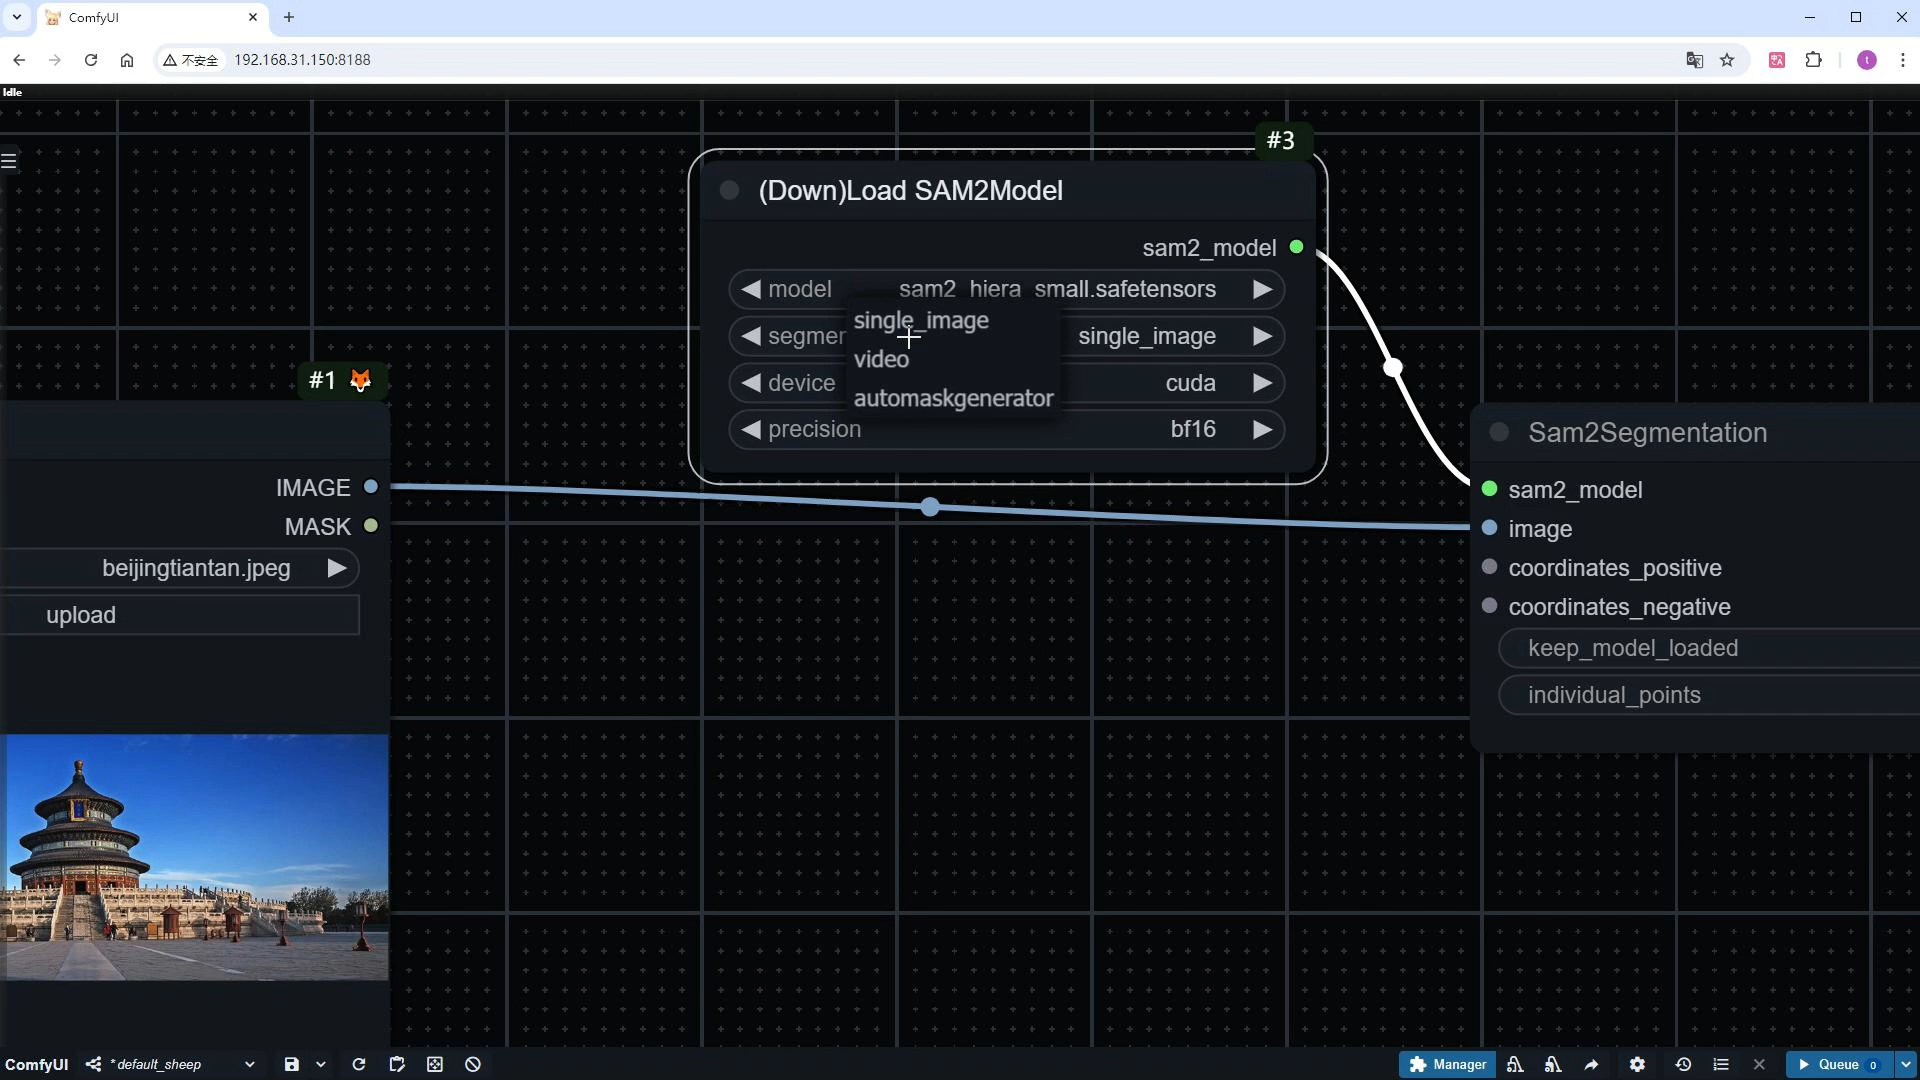 ComfyUI
不安全
192.168.31.150:8188
t
Idle
#3
(Down)Load SAM2Model
sam2_model
model sam2_hiera_small.safetensors
single_image
segmen single_image
video
device cuda
automaskgenerator
precision bf16
#1
IMAGE
MASK
beijingtiantan.jpeg
upload
Sam2Segmentation
sam2_model
image
coordinates_positive
coordinates_negative
keep_model_loaded
individual_points
ComfyUI *default_sheep Manager Queue 0